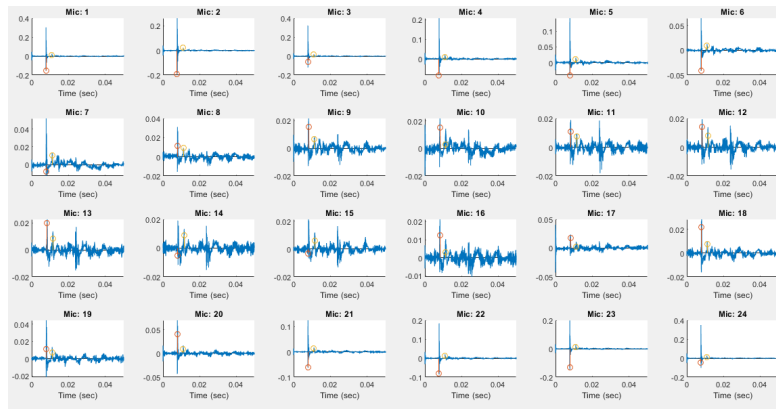 Mic: 1
0.4
0.2
0
-0.2
0 0.02 0.04
Time (sec)
Mic: 2
0.2
0
-0.2
0 0.02 0.04
Time (sec)
Mic: 3
0.4
0.2
0
-0.2
0 0.02 0.04
Time (sec)
Mic: 4
0.2
0.1
0
0 0.02 0.04
Time (sec)
Mic: 5
0.1
0.05
0
0 0.02 0.04
Time (sec)
Mic: 6
0.05
0
-0.05
0 0.02 0.04
Time (sec)
Mic: 7
0.04
0.02
0
0 0.02 0.04
Time (sec)
Mic: 8
0.04
0.02
0
-0.02
0 0.02 0.04
Time (sec)
Mic: 9
0.02
0
-0.02
0 0.02 0.04
Time (sec)
Mic: 10
0.02
0
-0.02
0 0.02 0.04
Time (sec)
Mic: 11
0.02
0
-0.02
0 0.02 0.04
Time (sec)
Mic: 12
0.02
0
-0.02
0 0.02 0.04
Time (sec)
Mic: 13
0.02
0
-0.02
0 0.02 0.04
Time (sec)
Mic: 14
0.02
0
-0.02
0 0.02 0.04
Time (sec)
Mic: 15
0.02
0
-0.02
0 0.02 0.04
Time (sec)
Mic: 16
0.02
0.01
0
-0.01
0 0.02 0.04
Time (sec)
Mic: 17
0.05
0
-0.05
0 0.02 0.04
Time (sec)
Mic: 18
0.02
0
-0.02
0 0.02 0.04
Time (sec)
Mic: 19
0.04
0.02
0
-0.02
0 0.02 0.04
Time (sec)
Mic: 20
0.05
0
-0.05
0 0.02 0.04
Time (sec)
Mic: 21
0.1
0
-0.1
0 0.02 0.04
Time (sec)
Mic: 22
0.2
0.1
0
-0.1
0 0.02 0.04
Time (sec)
Mic: 23
0.1
0
-0.1
0 0.02 0.04
Time (sec)
Mic: 24
0.2
0
-0.2
0 0.02 0.04
Time (sec)